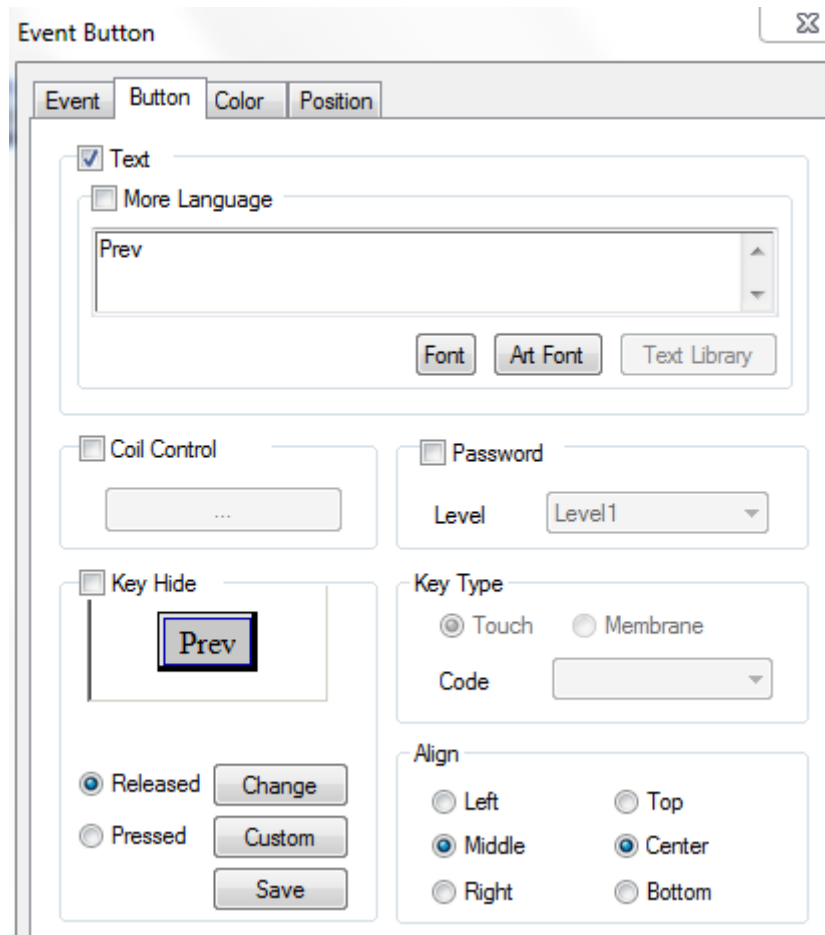 Event Button
Event Button Color Position
Text
More Language
Prev
Font Art Font Text Library
Coil Control
...
Password
Level Level1
Key Hide
Prev
Released Change
Pressed Custom
Save
Key Type
Touch Membrane
Code
Align
Left Top
Middle Center
Right Bottom